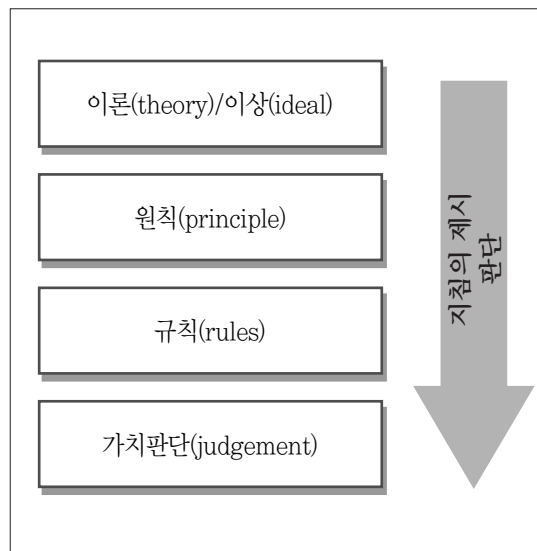 이론(theory)/이상(ideal)
원칙(principle)
규칙(rules)
가치판단(judgement)
지침의 제시
판단